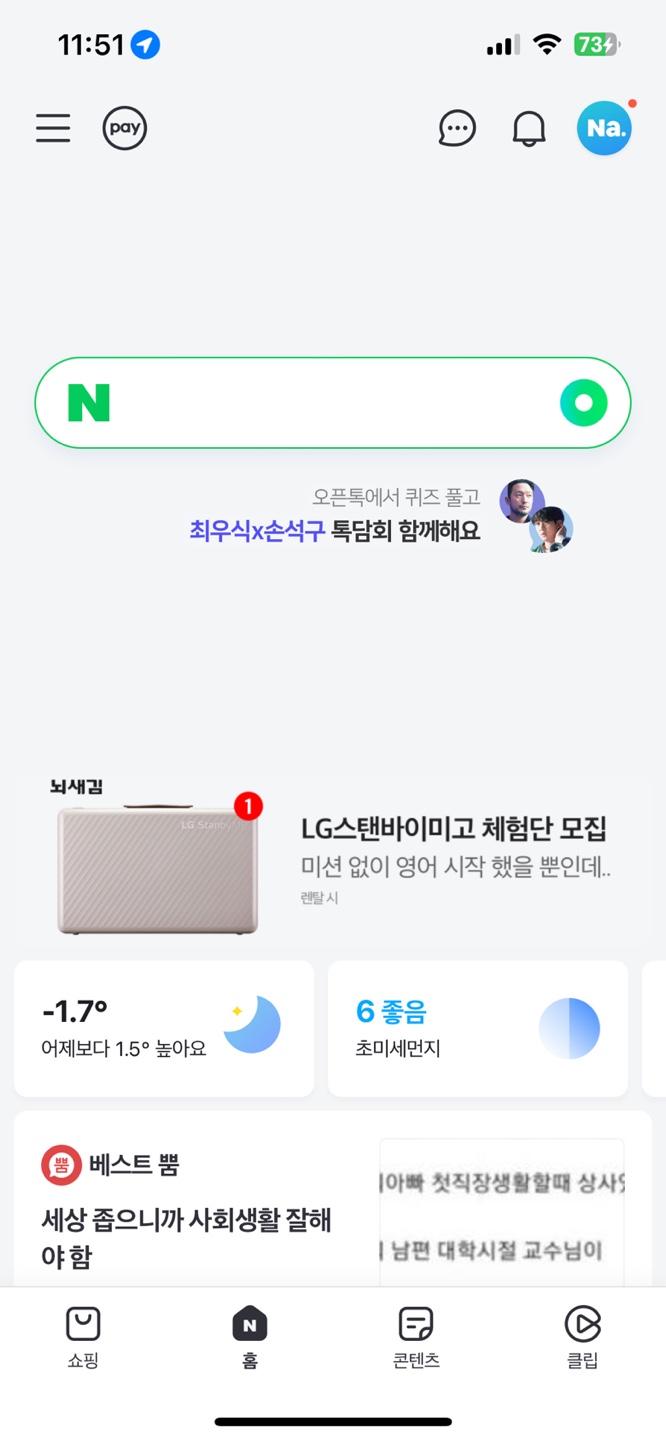 11:51
73
pay
Na.
N
오픈톡에서 퀴즈 풀고
최우식x손석구 톡담회 함께해요
뇌새김
1
LG Stanby
LG스탠바이미고 체험단 모집
미션 없이 영어 시작 했을 뿐인데..
렌탈 시
-1.7°
어제보다 1.5° 높아요
6 좋음
초미세먼지
뿜
베스트 뿜
세상 좁으니까 사회생활 잘해
야 함
아빠 첫직장생활할때 상사
남편 대학시절 교수님이
N
쇼핑
홈
콘텐츠
클립